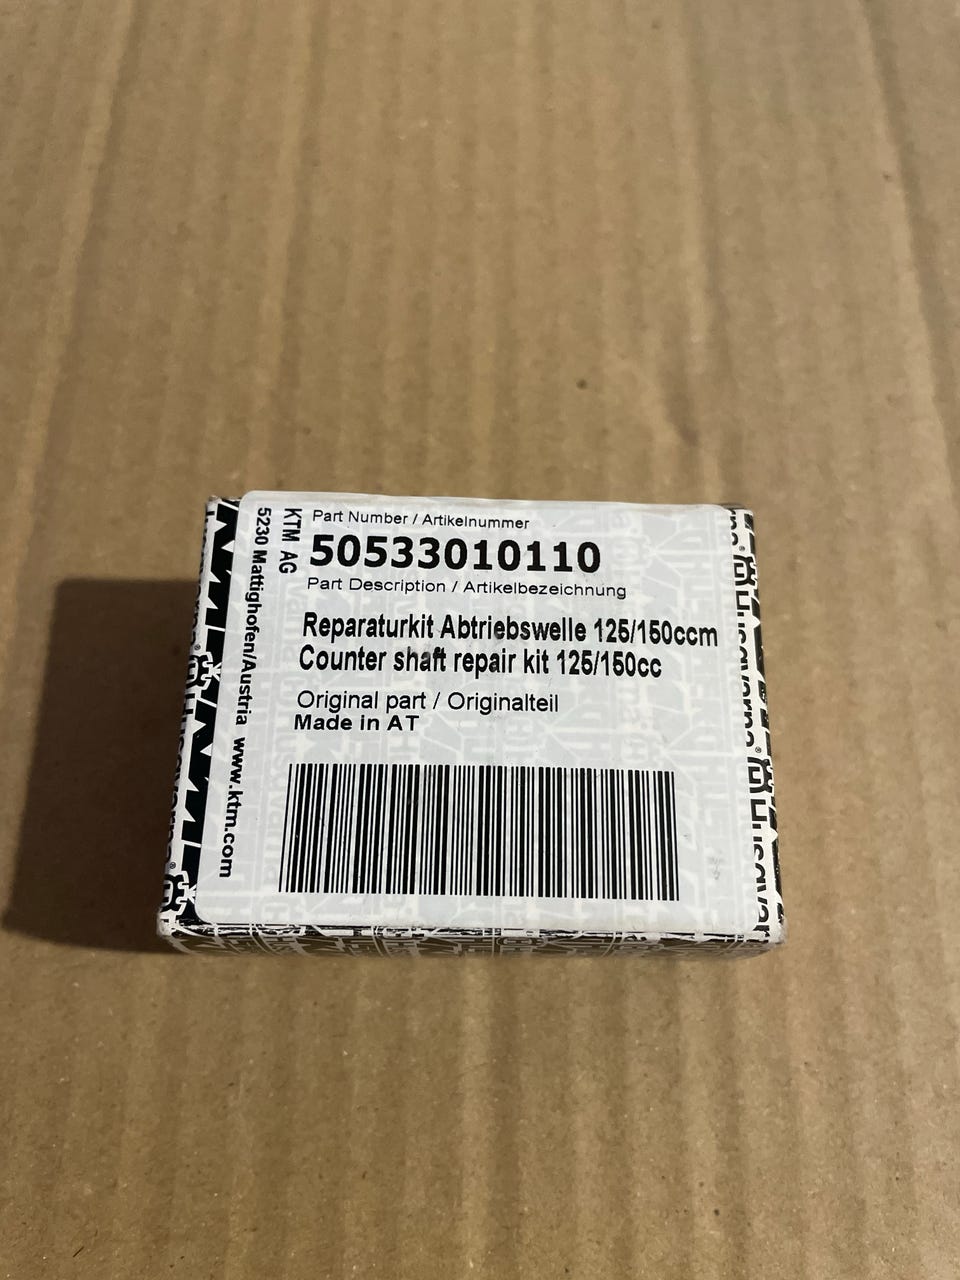 Part Number / Artikelnummer
50533010110
Part Description / Artikelbezeichnung
Reparaturkit Abtriebswelle 125/150ccm
Counter shaft repair kit 125/150cc
Original part / Originalteil
Made in AT
KTM AG
5230 Mattighofen/Austria www.ktm.com
Husqvarna